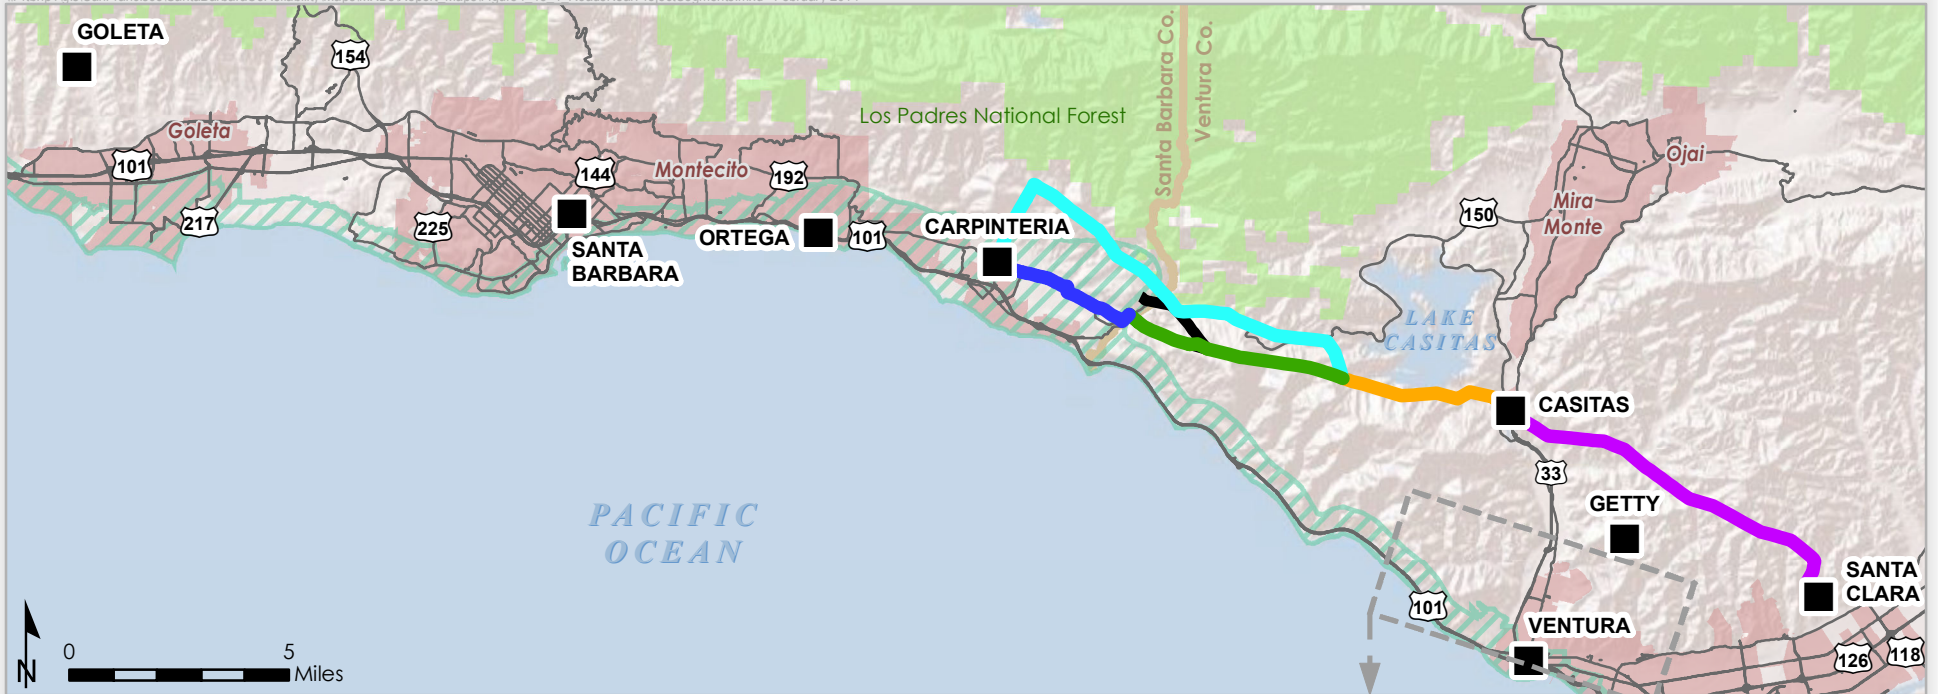 GOLETA
154
Goleta
101
217
225
144
Montecito
192
SANTA
BARBARA
ORTEGA
101
CARPINTERIA
Los Padres National Forest
Santa Barbara Co.
Ventura Co.
150
Ojai
Mira
Monte
LAKE
CASITAS
CASITAS
33
GETTY
SANTA
CLARA
101
VENTURA
126
118
PACIFIC
OCEAN
N
0 5
Miles